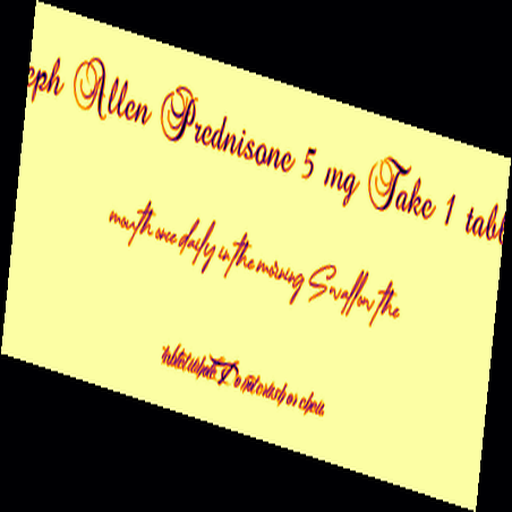 eph Allen Prednisone 5 mg Take 1 tabl
mouth once daily in the morning Swallow the
tablet whole. Do not crush or chew.